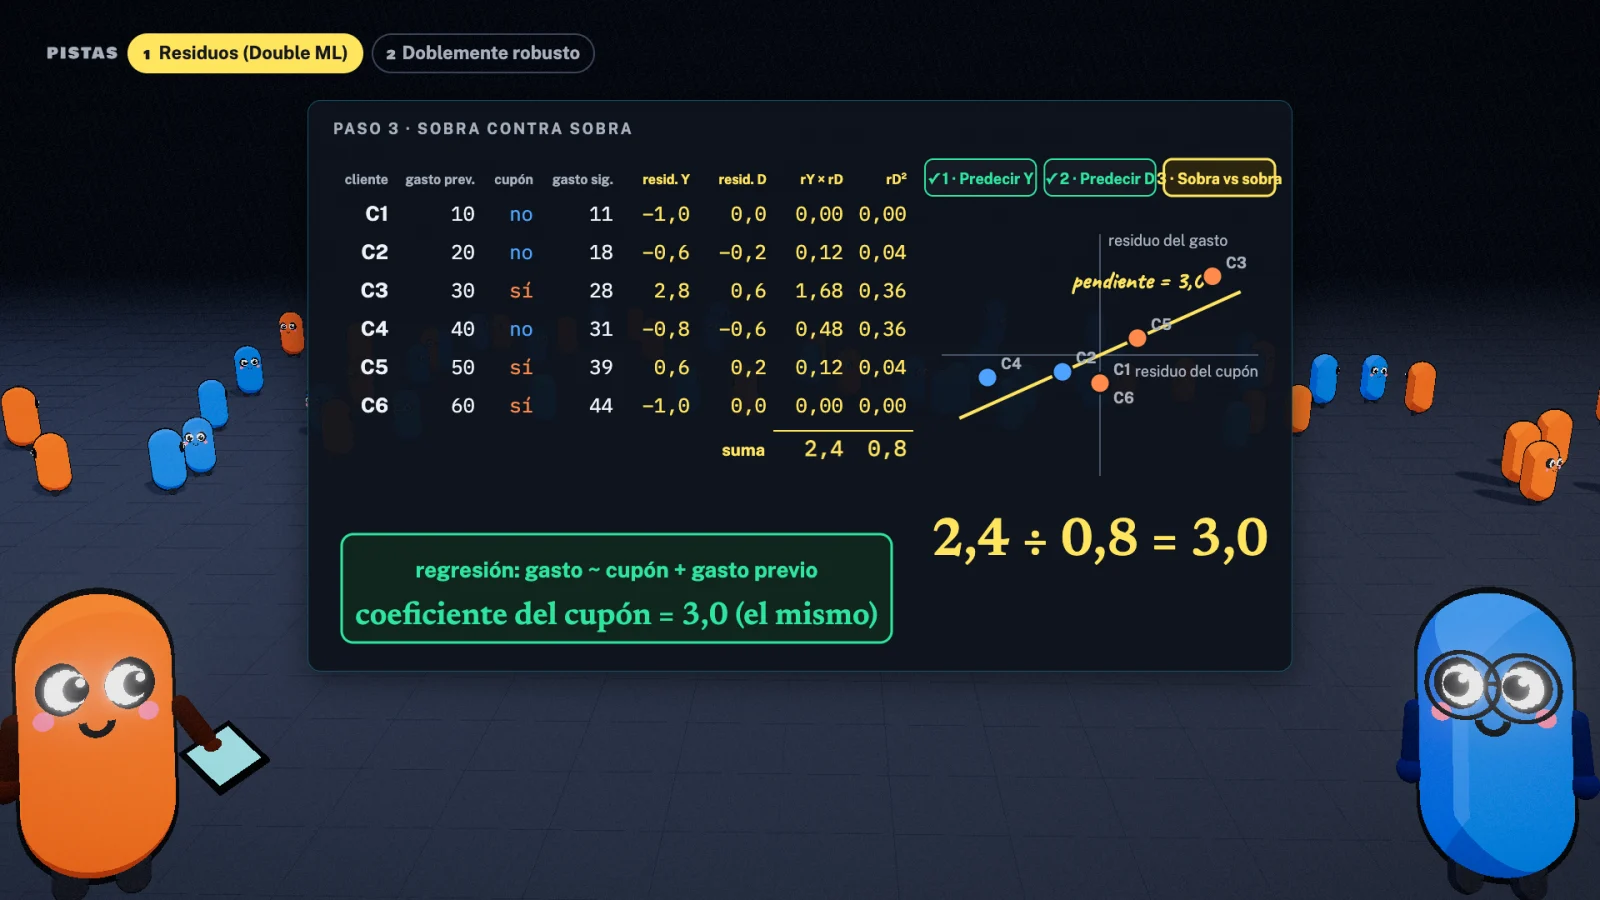 PISTAS 1 Residuos (Double ML) 2 Doblemente robusto
PASO 3 · SOBRA CONTRA SOBRA
cliente gasto prev. cupón gasto sig. resid. Y resid. D rY × rD rD²
C1 10 no 11 −1,0 0,0 0,00 0,00
C2 20 no 18 −0,6 −0,2 0,12 0,04
C3 30 sí 28 2,8 0,6 1,68 0,36
C4 40 no 31 −0,8 −0,6 0,48 0,36
C5 50 sí 39 0,6 0,2 0,12 0,04
C6 60 sí 44 −1,0 0,0 0,00 0,00
suma 2,4 0,8
✓1 · Predecir Y ✓2 · Predecir D 3 · Sobra vs sobra
residuo del gasto
C3
pendiente = 3,0
C5
C2
C4
C1 residuo del cupón
C6
2,4 ÷ 0,8 = 3,0
regresión: gasto ~ cupón + gasto previo
coeficiente del cupón = 3,0 (el mismo)